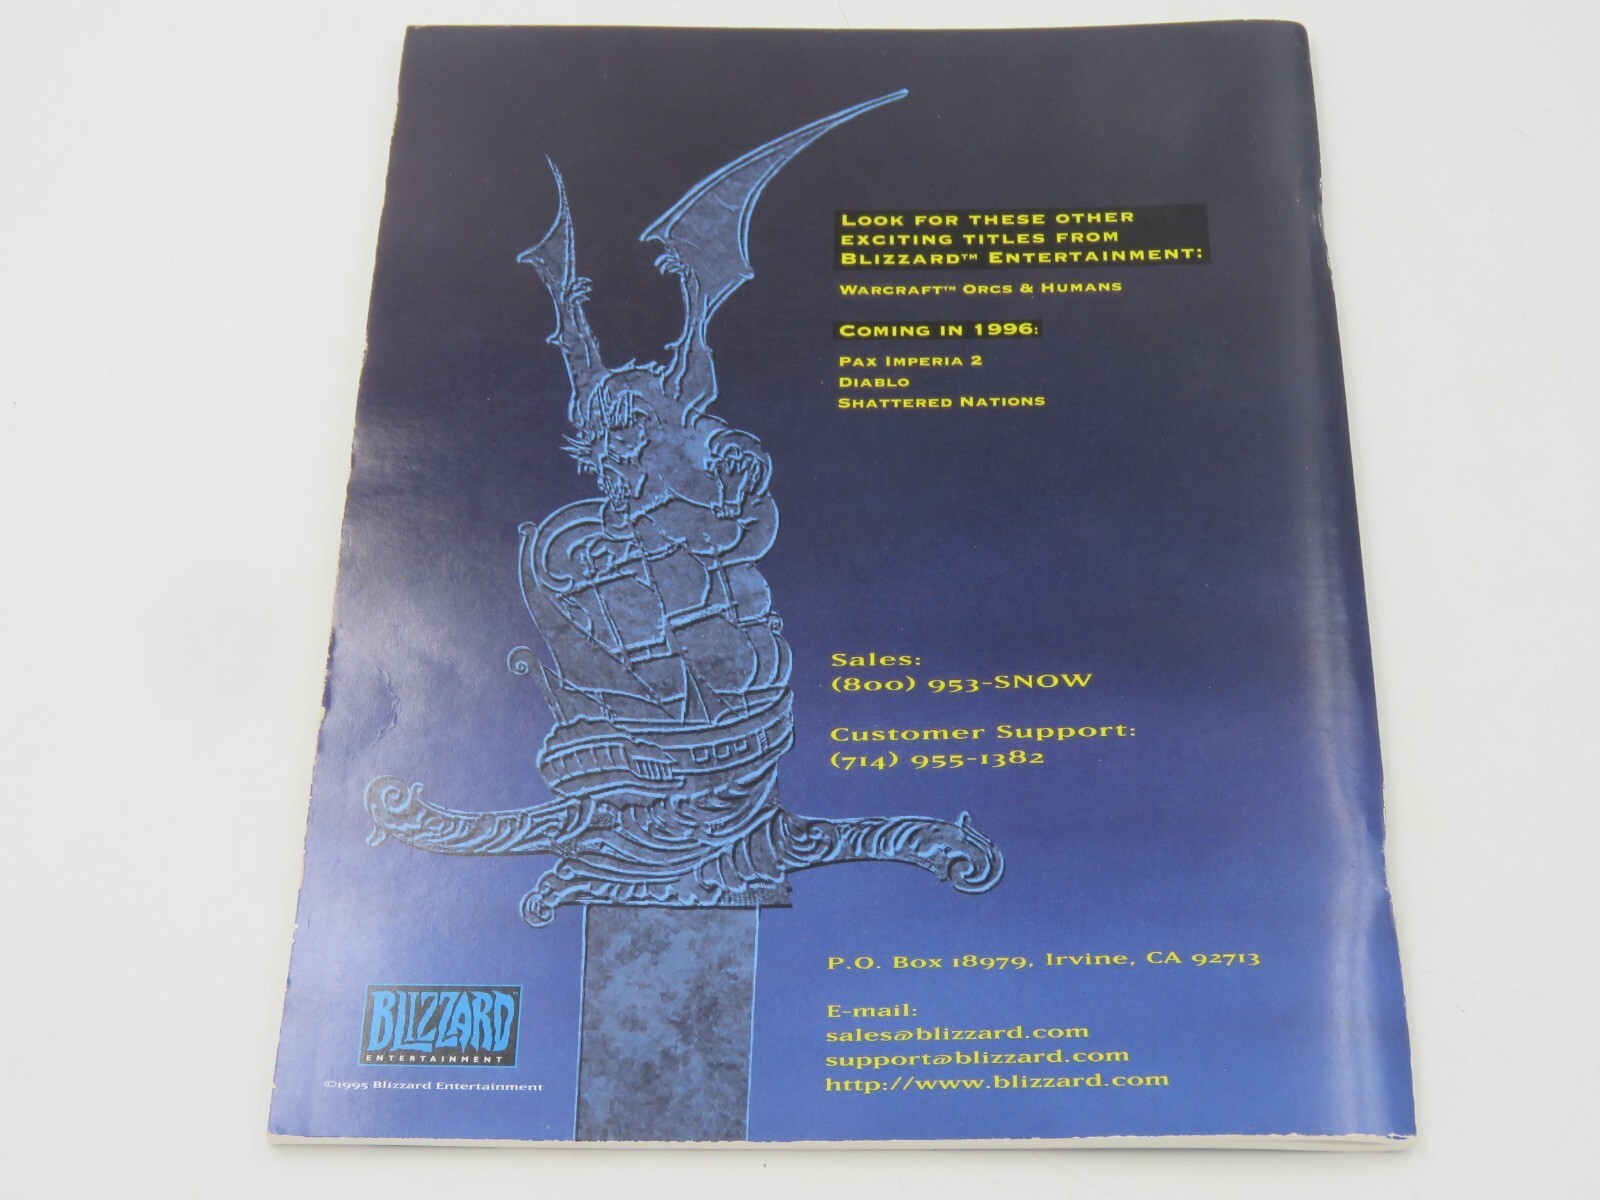 LOOK FOR THESE OTHER
EXCITING TITLES FROM
BLIZZARD™ ENTERTAINMENT:
WARCRAFT™ ORCS & HUMANS
COMING IN 1996:
PAX IMPERIA 2
DIABLO
SHATTERED NATIONS
Sales:
(800) 953-SNOW
Customer Support:
(714) 955-1382
P.O. Box 18979, Irvine, CA 92713
E-mail:
sales@blizzard.com
support@blizzard.com
http://www.blizzard.com
BLIZZARD™
ENTERTAINMENT
©1995 Blizzard Entertainment